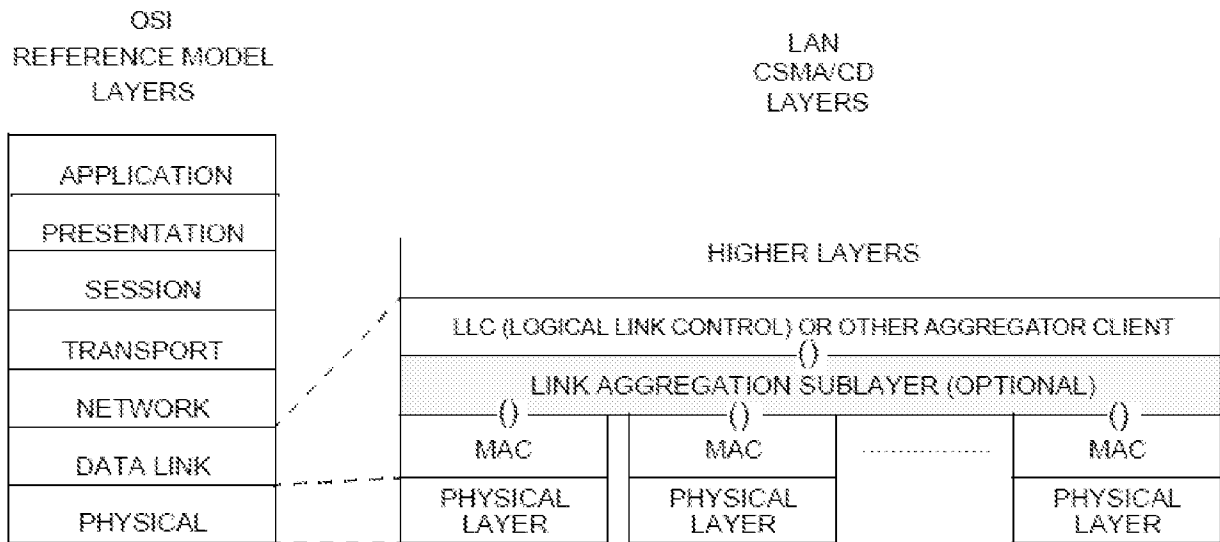 OSI
REFERENCE MODEL
LAYERS
LAN
CSMA/CD
LAYERS
APPLICATION
PRESENTATION
SESSION
TRANSPORT
NETWORK
DATA LINK
PHYSICAL
HIGHER LAYERS
LLC (LOGICAL LINK CONTROL) OR OTHER AGGREGATOR CLIENT
()
LINK AGGREGATION SUBLAYER (OPTIONAL)
() () ()
MAC MAC MAC
PHYSICAL LAYER
PHYSICAL LAYER
PHYSICAL LAYER